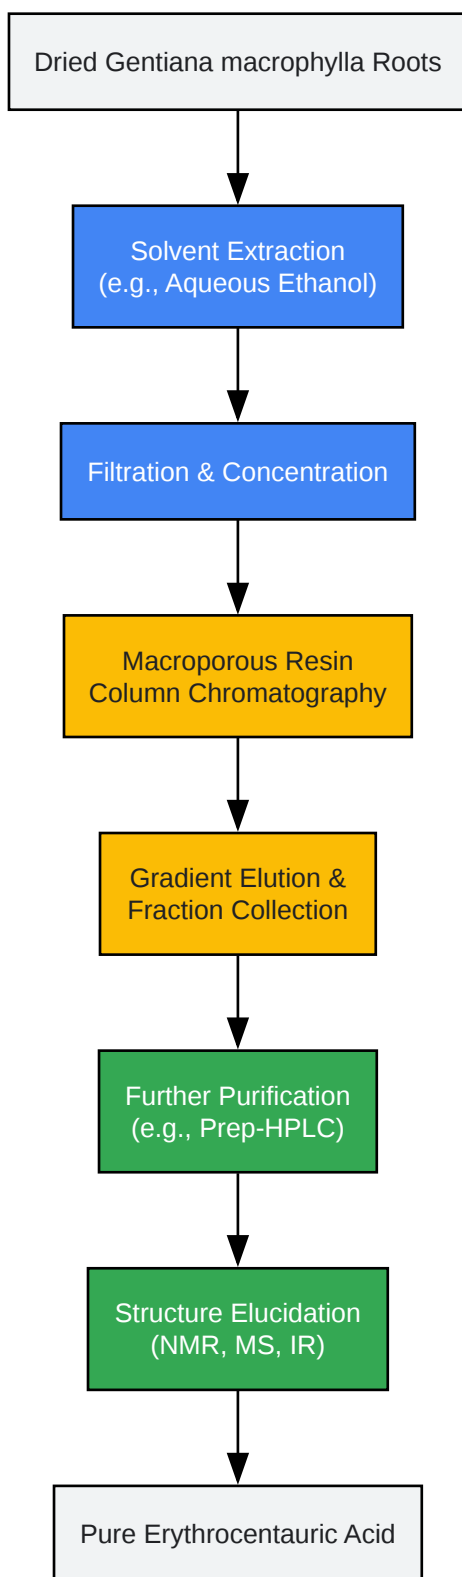 Dried Gentiana macrophylla Roots
Solvent Extraction
(e.g., Aqueous Ethanol)
Filtration & Concentration
Macroporous Resin
Column Chromatography
Gradient Elution &
Fraction Collection
Further Purification
(e.g., Prep-HPLC)
Structure Elucidation
(NMR, MS, IR)
Pure Erythrocentauric Acid